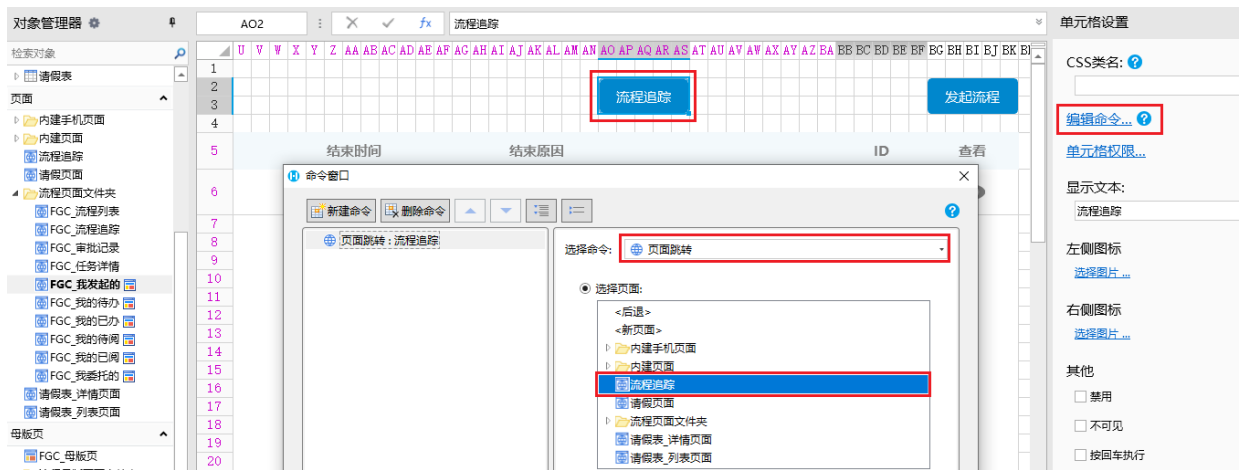 对象管理器
AO2
fx
流程追踪
单元格设置
检索对象
U V W X Y Z AA AB AC AD AE AF AG AH AI AJ AK AL AM AN AO AP AQ AR AS AT AU AV AW AX AY AZ BA BB BC BD BE BF BG BH BI BJ BK
CSS类名:
请假表
1
页面
2
流程追踪
发起流程
3
内建手机页面
4
编辑命令...
内建页面
5
结束时间
结束原因
ID
查看
单元格权限...
流程追踪
请假页面
命令窗口
显示文本:
流程页面文件夹
6
新建命令
删除命令
流程追踪
FGC_流程列表
7
FGC_流程追踪
8
页面跳转 : 流程追踪
选择命令:
页面跳转
左侧图标
FGC_审批记录
9
选择图片 ...
FGC_任务详情
10
FGC_我发起的
11
选择页面:
右侧图标
FGC_我的待办
12
<后退>
选择图片 ...
FGC_我的已办
13
<新页面>
FGC_我的待阅
14
内建手机页面
FGC_我的已阅
15
内建页面
其他
FGC_我委托的
16
流程追踪
禁用
请假表_详情页面
17
请假页面
请假表_列表页面
18
流程页面文件夹
不可见
母版页
19
请假表_详情页面
FGC_母版页
20
请假表_列表页面
按回车执行